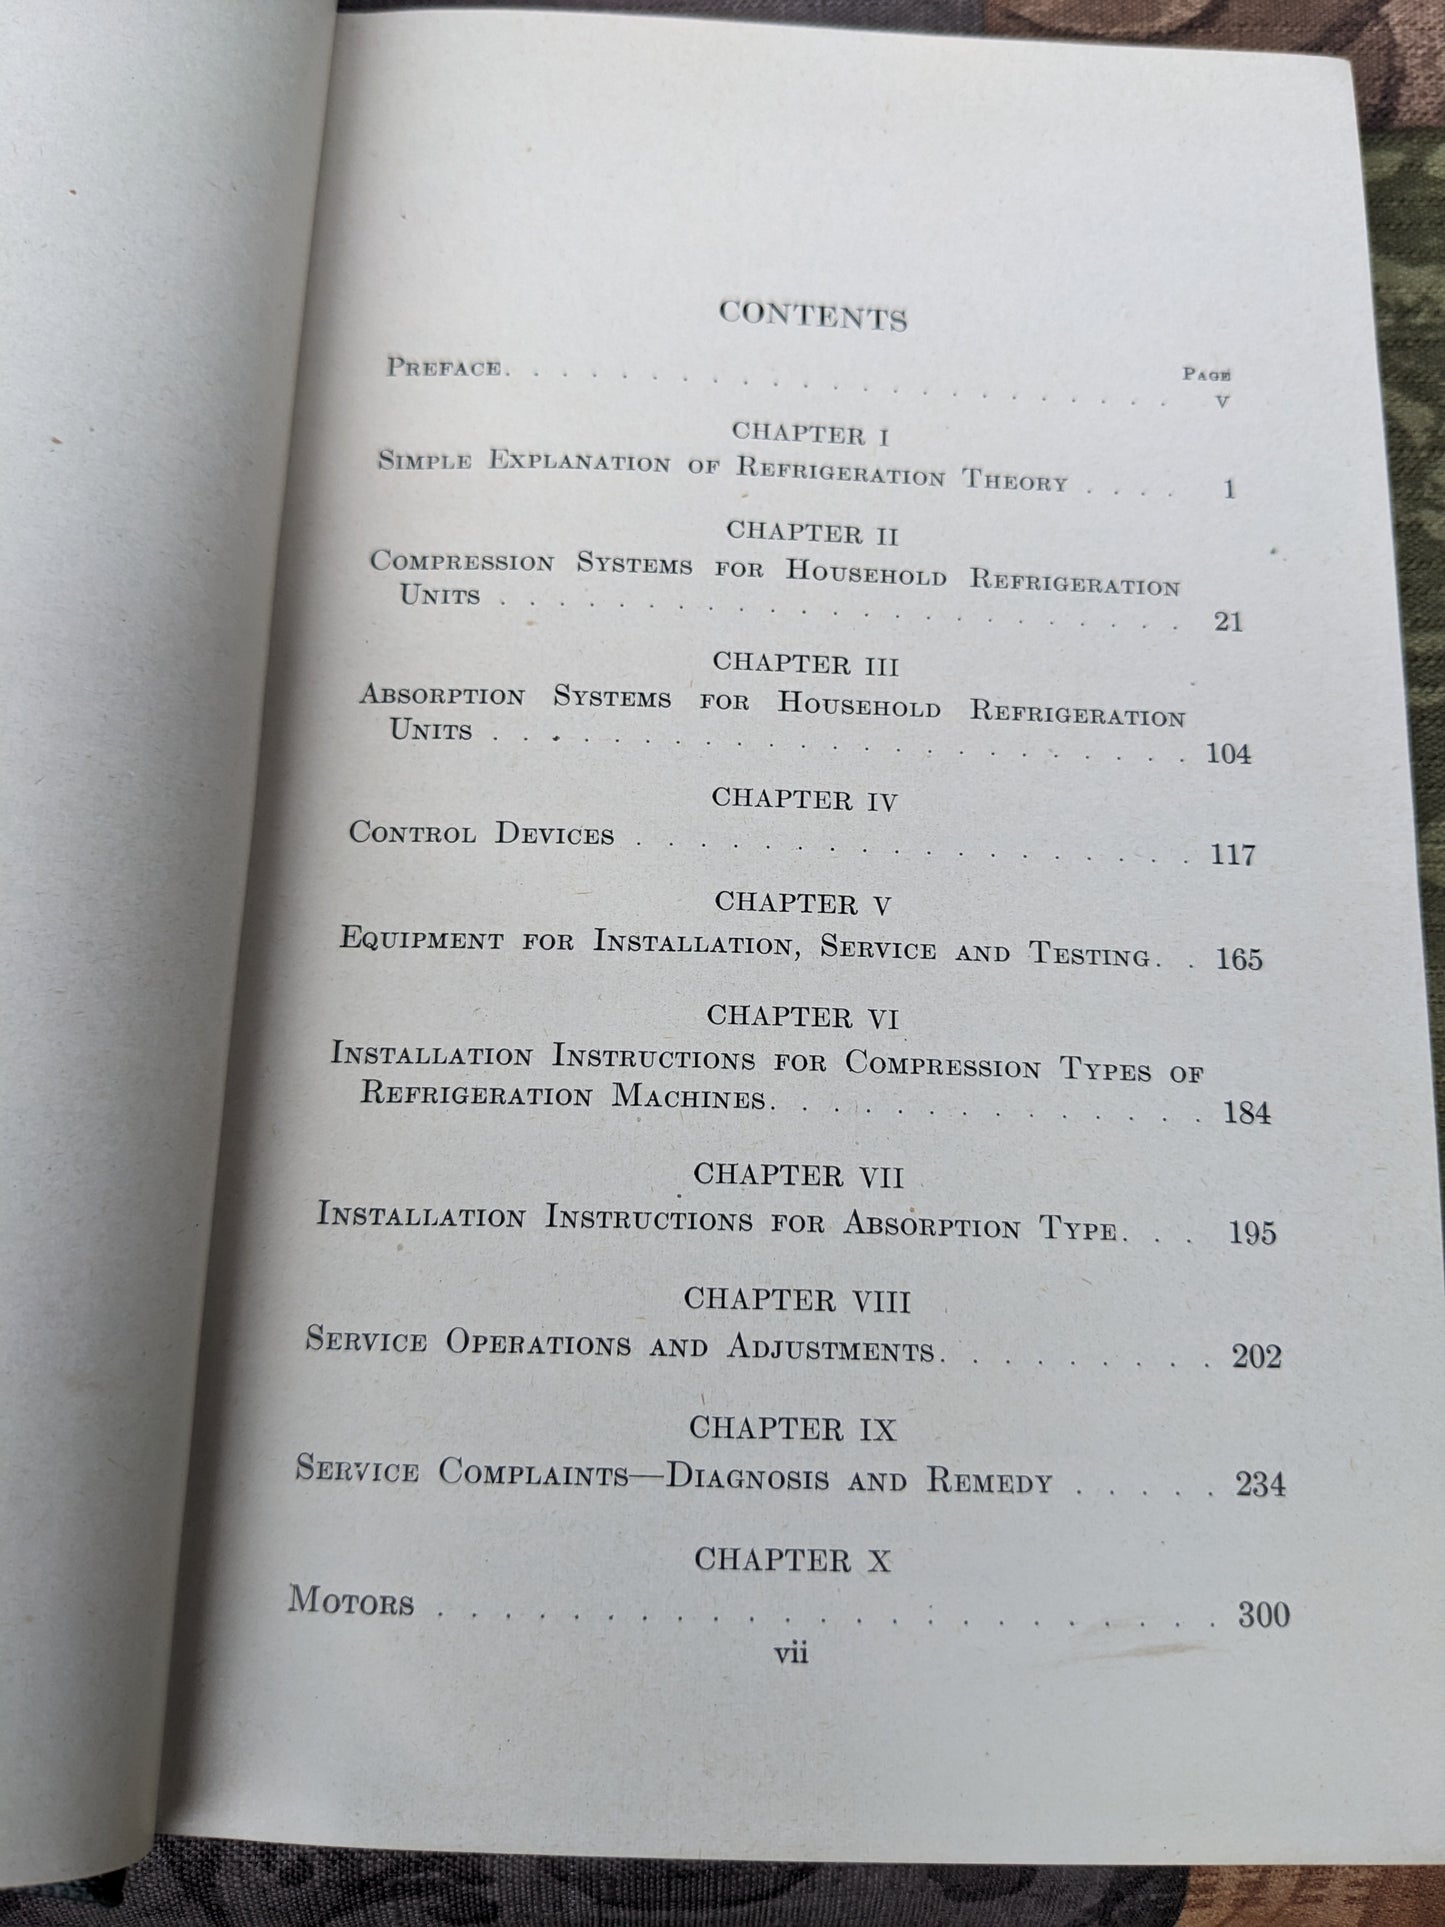 CONTENTS
PAGE
PREFACE. . . . . . . . . . . . . . . . . . . . . . . v
CHAPTER I
SIMPLE EXPLANATION OF REFRIGERATION THEORY . . . . 1
CHAPTER II
COMPRESSION SYSTEMS FOR HOUSEHOLD REFRIGERATION
UNITS . . . . . . . . . . . . . . . . . . . . . . . 21
CHAPTER III
ABSORPTION SYSTEMS FOR HOUSEHOLD REFRIGERATION
UNITS . . . . . . . . . . . . . . . . . . . . . . . 104
CHAPTER IV
CONTROL DEVICES . . . . . . . . . . . . . . . . . . 117
CHAPTER V
EQUIPMENT FOR INSTALLATION, SERVICE AND TESTING. . 165
CHAPTER VI
INSTALLATION INSTRUCTIONS FOR COMPRESSION TYPES OF
REFRIGERATION MACHINES. . . . . . . . . . . . . . 184
CHAPTER VII
INSTALLATION INSTRUCTIONS FOR ABSORPTION TYPE. . . 195
CHAPTER VIII
SERVICE OPERATIONS AND ADJUSTMENTS. . . . . . . . . 202
CHAPTER IX
SERVICE COMPLAINTS—DIAGNOSIS AND REMEDY . . . . . 234
CHAPTER X
MOTORS . . . . . . . . . . . . . . . . . . . . . . . 300
vii